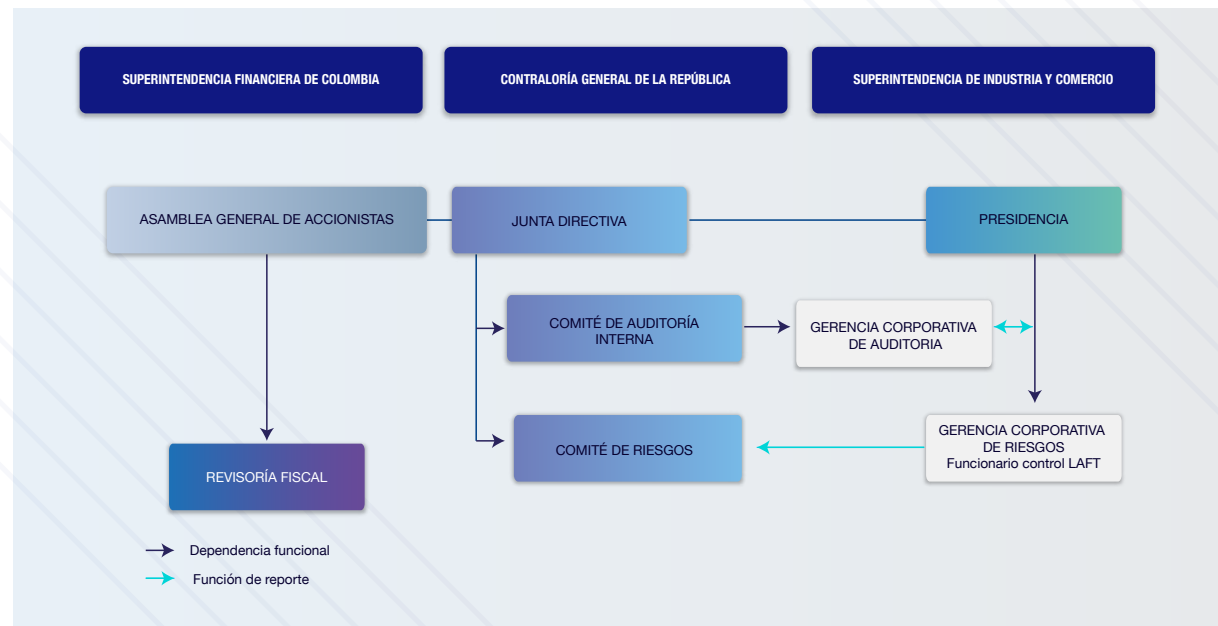 SUPERINTENDENCIA FINANCIERA DE COLOMBIA
CONTRALORÍA GENERAL DE LA REPÚBLICA
SUPERINTENDENCIA DE INDUSTRIA Y COMERCIO
ASAMBLEA GENERAL DE ACCIONISTAS
JUNTA DIRECTIVA
PRESIDENCIA
COMITÉ DE AUDITORÍA
INTERNA
GERENCIA CORPORATIVA
DE AUDITORIA
COMITÉ DE RIESGOS
GERENCIA CORPORATIVA
DE RIESGOS
Funcionario control LAFT
REVISORÍA FISCAL
Dependencia funcional
Función de reporte